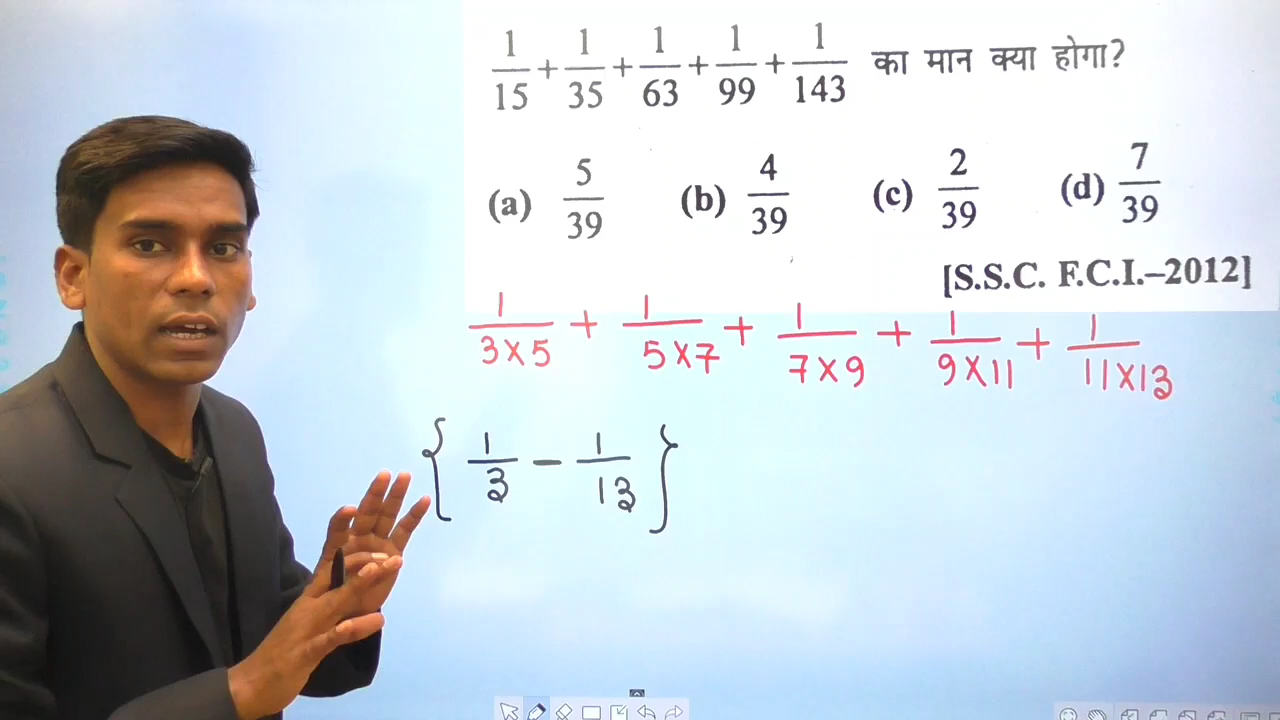 1/15 + 1/35 + 1/63 + 1/99 + 1/143 का मान क्या होगा?
(a) 5/39 (b) 4/39 (c) 2/39 (d) 7/39
[S.S.C. F.C.I.–2012]
1/3×5 + 1/5×7 + 1/7×9 + 1/9×11 + 1/11×13
{ 1/3 − 1/13 }